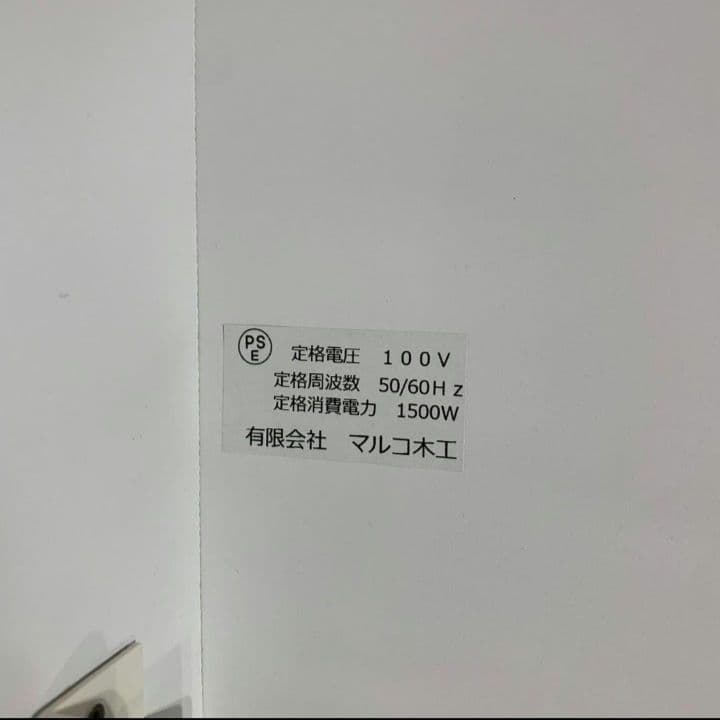 PSE 定格電圧 100V
定格周波数 50/60Hz
定格消費電力 1500W
有限会社 マルコ木工